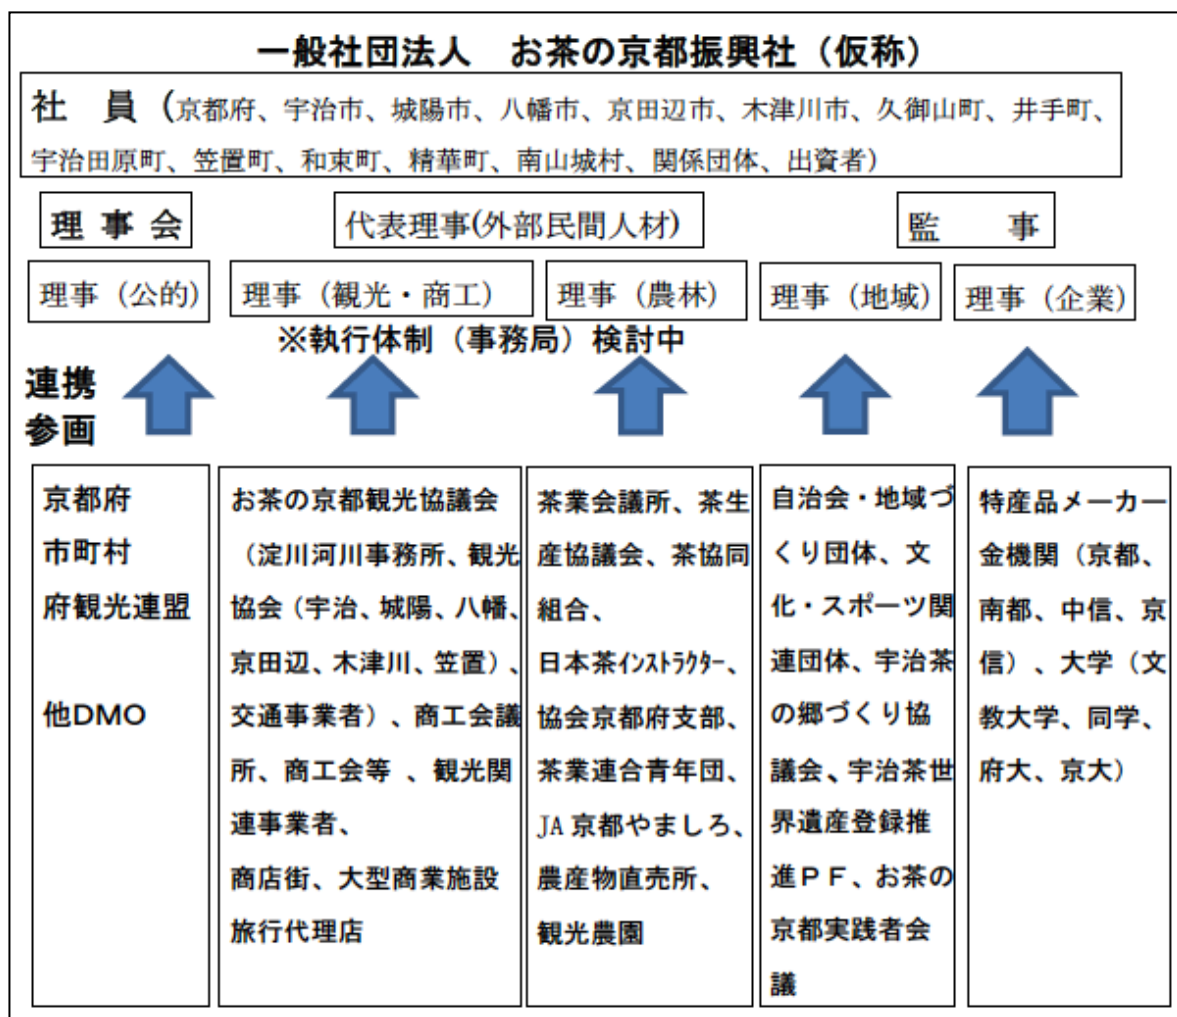 一般社団法人　お茶の京都振興社（仮称）
社　員（京都府、宇治市、城陽市、八幡市、京田辺市、木津川市、久御山町、井手町、
宇治田原町、笠置町、和束町、精華町、南山城村、関係団体、出資者）
理 事 会
代表理事(外部民間人材)
監　　事
理事（公的）
理事（観光・商工）
理事（農林）
理事（地域）
理事（企業）
※執行体制（事務局）検討中
連携
参画
京都府
市町村
府観光連盟
他DMO
お茶の京都観光協議会
（淀川河川事務所、観光
協会（宇治、城陽、八幡、
京田辺、木津川、笠置）、
交通事業者）、商工会議
所、商工会等 、観光関
連事業者、
商店街、大型商業施設
旅行代理店
茶業会議所、茶生
産協議会、茶協同
組合、
日本茶ｲﾝｽﾄﾗｸﾀｰ、
協会京都府支部、
茶業連合青年団、
JA 京都やましろ、
農産物直売所、
観光農園
自治会・地域づ
くり団体、文
化・スポーツ関
連団体、宇治茶
の郷づくり協
議会、宇治茶世
界遺産登録推
進ＰＦ、お茶の
京都実践者会
議
特産品メーカー
金機関（京都、
南都、中信、京
信）、大学（文
教大学、同学、
府大、京大）